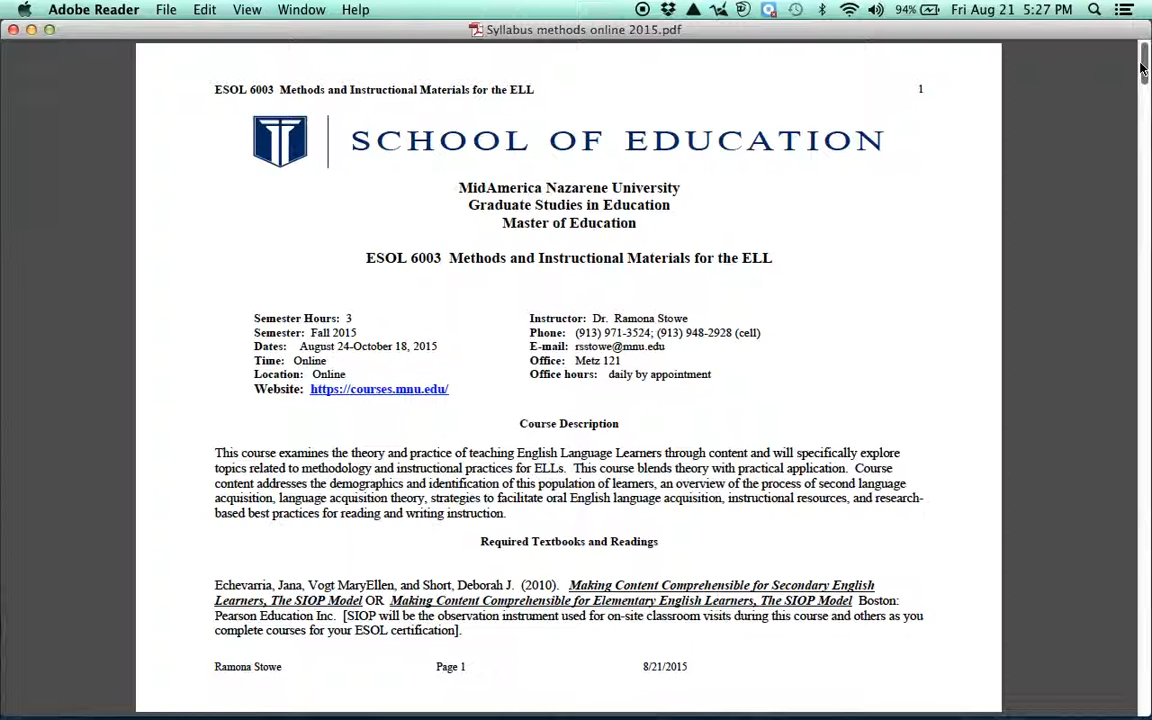 Adobe Reader File Edit View Window Help 94% Fri Aug 21 5:27 PM
Syllabus methods online 2015.pdf
ESOL 6003 Methods and Instructional Materials for the ELL 1
SCHOOL OF EDUCATION
MidAmerica Nazarene University
Graduate Studies in Education
Master of Education
ESOL 6003 Methods and Instructional Materials for the ELL
Semester Hours: 3
Semester: Fall 2015
Dates: August 24-October 18, 2015
Time: Online
Location: Online
Website: https://courses.mnu.edu/
Instructor: Dr. Ramona Stowe
Phone: (913) 971-3524; (913) 948-2928 (cell)
E-mail: rsstowe@mnu.edu
Office: Metz 121
Office hours: daily by appointment
Course Description
This course examines the theory and practice of teaching English Language Learners through content and will specifically explore
topics related to methodology and instructional practices for ELLs. This course blends theory with practical application. Course
content addresses the demographics and identification of this population of learners, an overview of the process of second language
acquisition, language acquisition theory, strategies to facilitate oral English language acquisition, instructional resources, and research-
based best practices for reading and writing instruction.
Required Textbooks and Readings
Echevarria, Jana, Vogt MaryEllen, and Short, Deborah J. (2010). Making Content Comprehensible for Secondary English
Learners, The SIOP Model OR Making Content Comprehensible for Elementary English Learners, The SIOP Model Boston:
Pearson Education Inc. [SIOP will be the observation instrument used for on-site classroom visits during this course and others as you
complete courses for your ESOL certification].
Ramona Stowe Page 1 8/21/2015